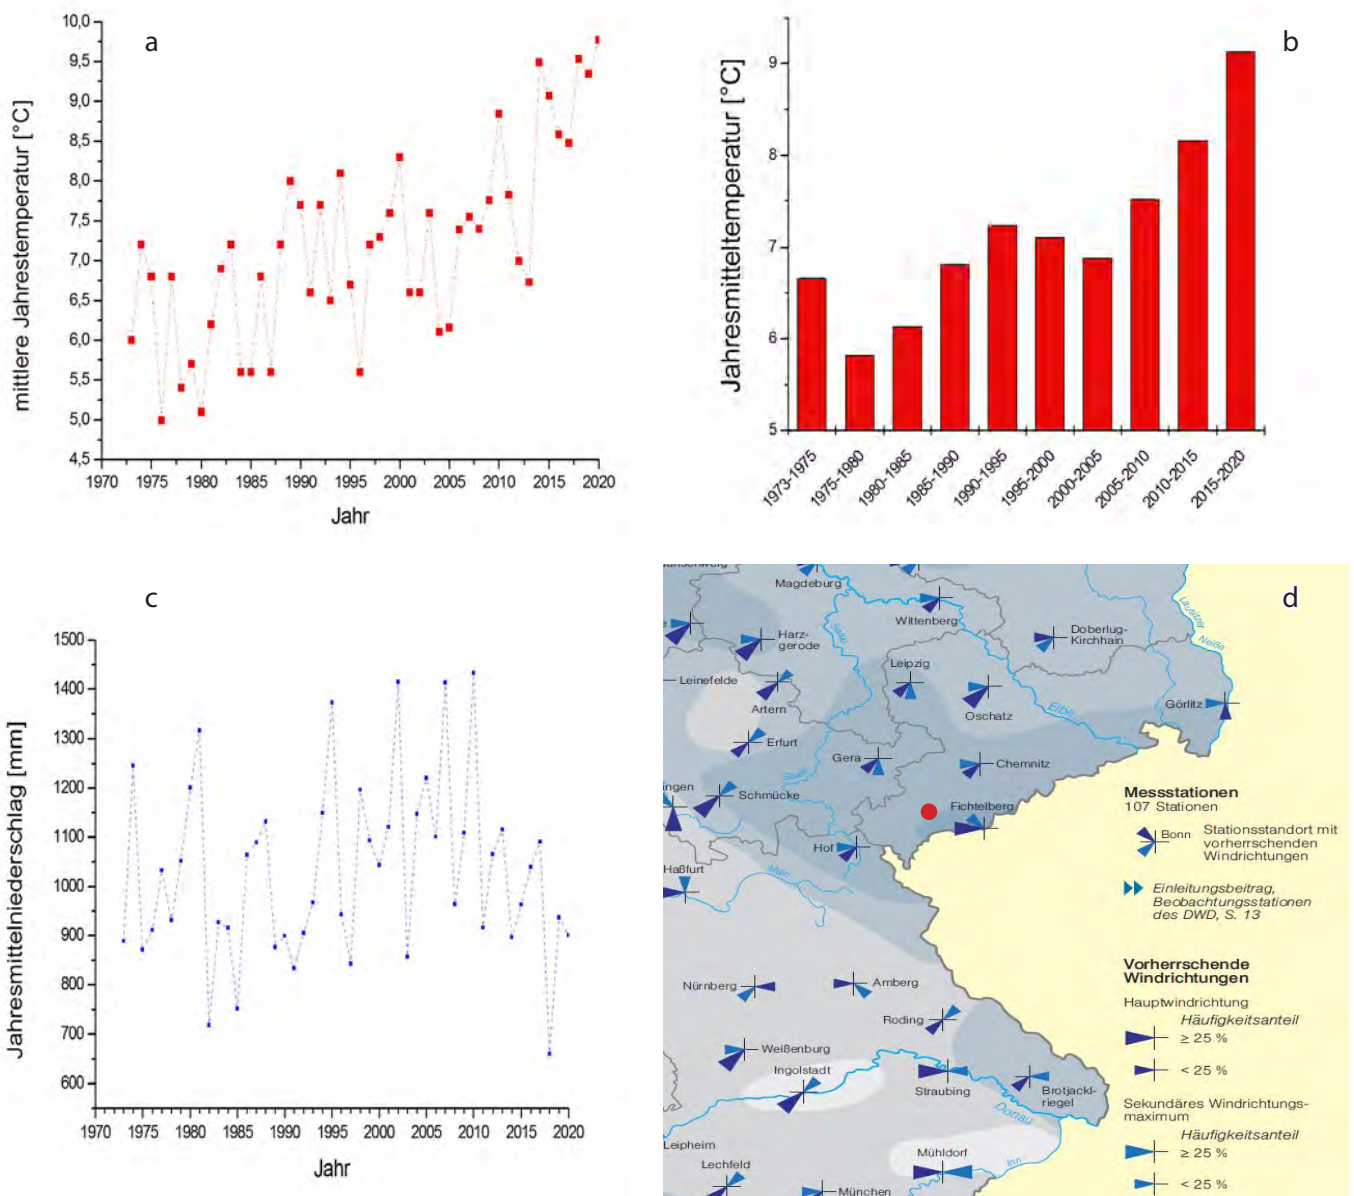 a
10,0
9,5
9,0
8,5
8,0
7,5
7,0
6,5
6,0
5,5
5,0
4,5
1970 1975 1980 1985 1990 1995 2000 2005 2010 2015 2020
Jahr
mittlere Jahrestemperatur [°C]
b
9
8
7
6
5
Jahresmitteltemperatur [°C]
1973-1975
1975-1980
1980-1985
1985-1990
1990-1995
1995-2000
2000-2005
2005-2010
2010-2015
2015-2020
c
1500
1400
1300
1200
1100
1000
900
800
700
600
1970 1975 1980 1985 1990 1995 2000 2005 2010 2015 2020
Jahr
Jahresmittelniederschlag [mm]
d
Magdeburg
Wittenberg
Lausitzer
Neiße
Saale
Harz-
gerode
Doberlug-
Kirchhain
Leinefelde
Leipzig
Artern
Oschatz
Elbe
Görlitz
Erfurt
Gera
Chemnitz
Saale
ingen
Schmücke
Fichtelberg
Hof
Haßfurt
Main
Nürnberg
Amberg
Roding
Weißenburg
Ingolstadt
Straubing
Brotjackl-
riegel
Donau
Leipheim
Mühldorf
Inn
Lechfeld
München
Messstationen
107 Stationen
Bonn
Stationsstandort mit
vorherrschenden
Windrichtungen
Einleitungsbeitrag,
Beobachtungsstationen
des DWD, S. 13
Vorherrschende
Windrichtungen
Hauptwindrichtung
Häufigkeitsanteil
≥ 25 %
< 25 %
Sekundäres Windrichtungs-
maximum
Häufigkeitsanteil
≥ 25 %
< 25 %